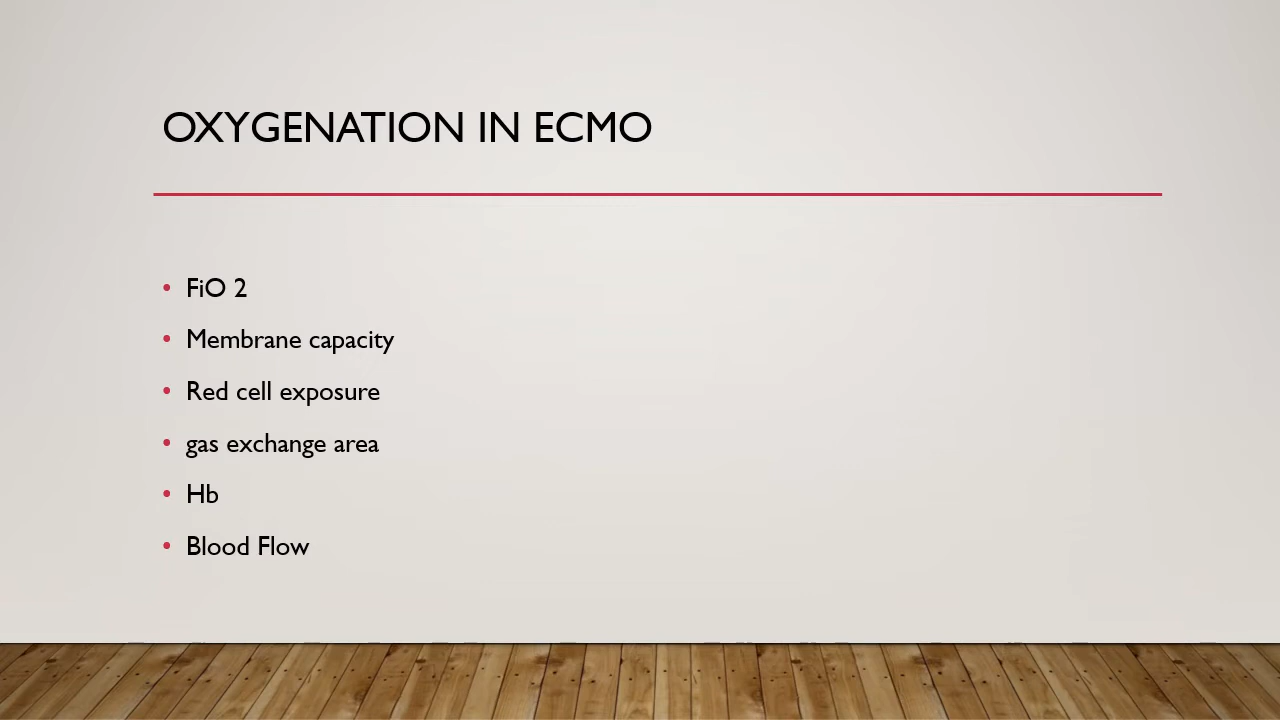 OXYGENATION IN ECMO
• FiO 2
• Membrane capacity
• Red cell exposure
• gas exchange area
• Hb
• Blood Flow